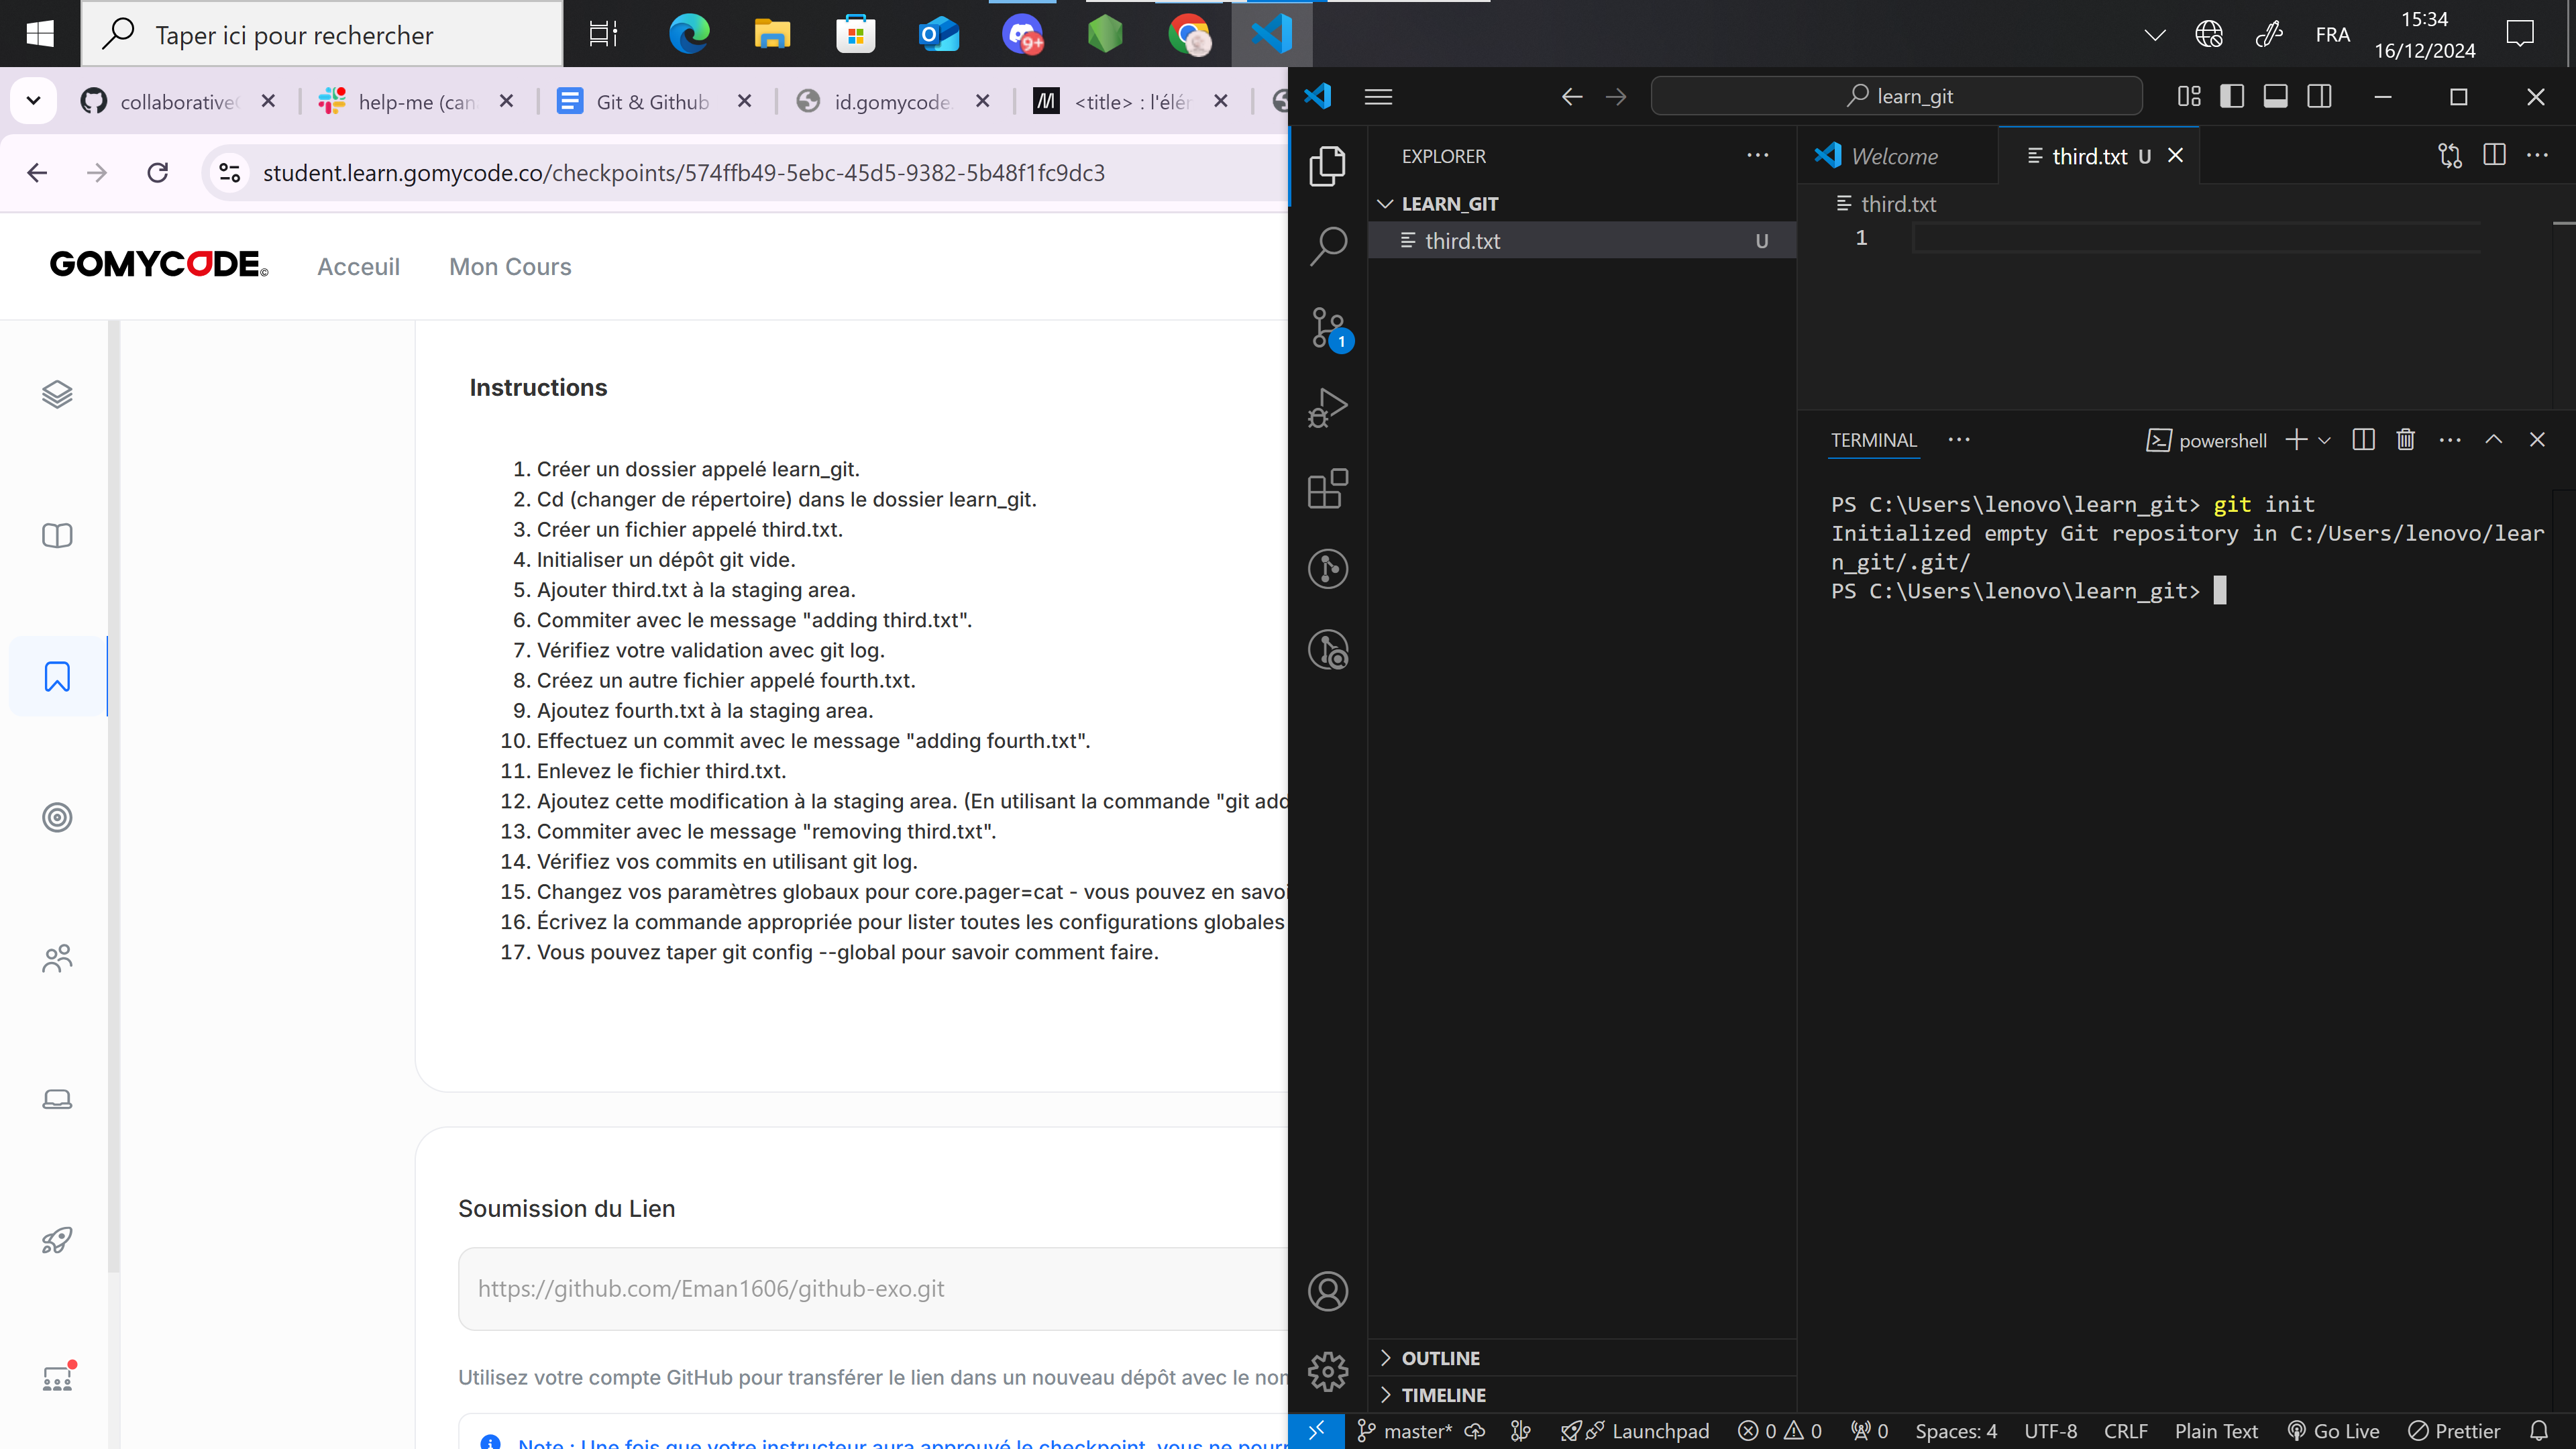 Taper ici pour rechercher
9+
FRA
15:34
16/12/2024
collaborative
help-me (can
Git & Github
id.gomycode.
<title> : l'élér
student.learn.gomycode.co/checkpoints/574ffb49-5ebc-45d5-9382-5b48f1fc9dc3
GOMYCODE
Acceuil
Mon Cours
Instructions
1. Créer un dossier appelé learn_git.
2. Cd (changer de répertoire) dans le dossier learn_git.
3. Créer un fichier appelé third.txt.
4. Initialiser un dépôt git vide.
5. Ajouter third.txt à la staging area.
6. Commiter avec le message "adding third.txt".
7. Vérifiez votre validation avec git log.
8. Créez un autre fichier appelé fourth.txt.
9. Ajoutez fourth.txt à la staging area.
10. Effectuez un commit avec le message "adding fourth.txt".
11. Enlevez le fichier third.txt.
12. Ajoutez cette modification à la staging area. (En utilisant la commande "git add
13. Commiter avec le message "removing third.txt".
14. Vérifiez vos commits en utilisant git log.
15. Changez vos paramètres globaux pour core.pager=cat - vous pouvez en savoi
16. Écrivez la commande appropriée pour lister toutes les configurations globales
17. Vous pouvez taper git config --global pour savoir comment faire.
Soumission du Lien
https://github.com/Eman1606/github-exo.git
Utilisez votre compte GitHub pour transférer le lien dans un nouveau dépôt avec le nom
Note : Une fois que votre instructeur aura approuvé le checkpoint, vous ne pourr
learn_git
EXPLORER
LEARN_GIT
third.txt U
1
OUTLINE
TIMELINE
Welcome
third.txt U
third.txt
1
TERMINAL
powershell
PS C:\Users\lenovo\learn_git> git init
Initialized empty Git repository in C:/Users/lenovo/lear
n_git/.git/
PS C:\Users\lenovo\learn_git>
master*
Launchpad
0
0
0
Spaces: 4
UTF-8
CRLF
Plain Text
Go Live
Prettier